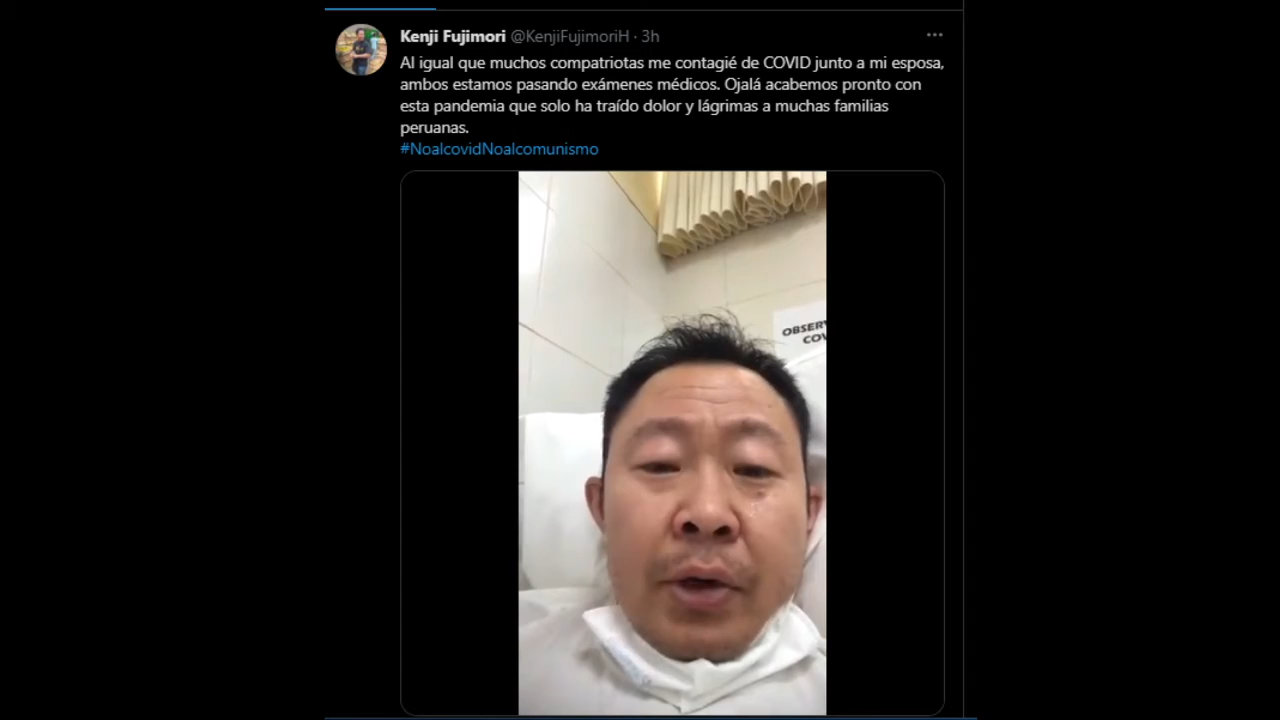 Kenji Fujimori @KenjiFujimoriH · 3h
Al igual que muchos compatriotas me contagié de COVID junto a mi esposa,
ambos estamos pasando exámenes médicos. Ojalá acabemos pronto con
esta pandemia que solo ha traído dolor y lágrimas a muchas familias
peruanas.
#NoalcovidNoalcomunismo